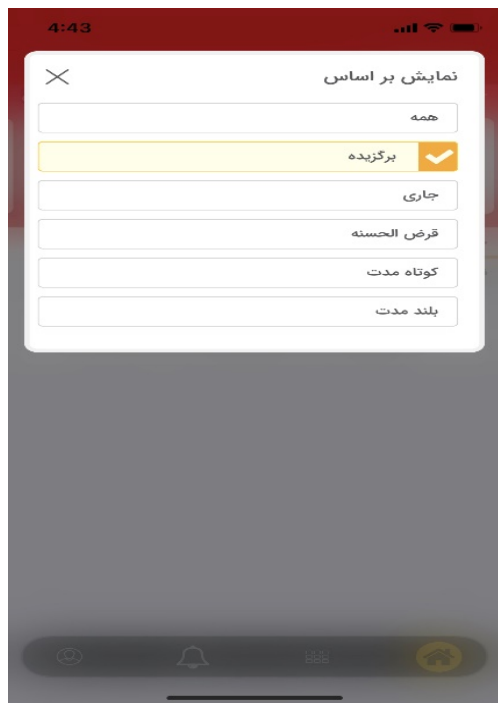 4:43
نمایش بر اساس
همه
برگزیده
جاری
قرض الحسنه
کوتاه مدت
بلند مدت